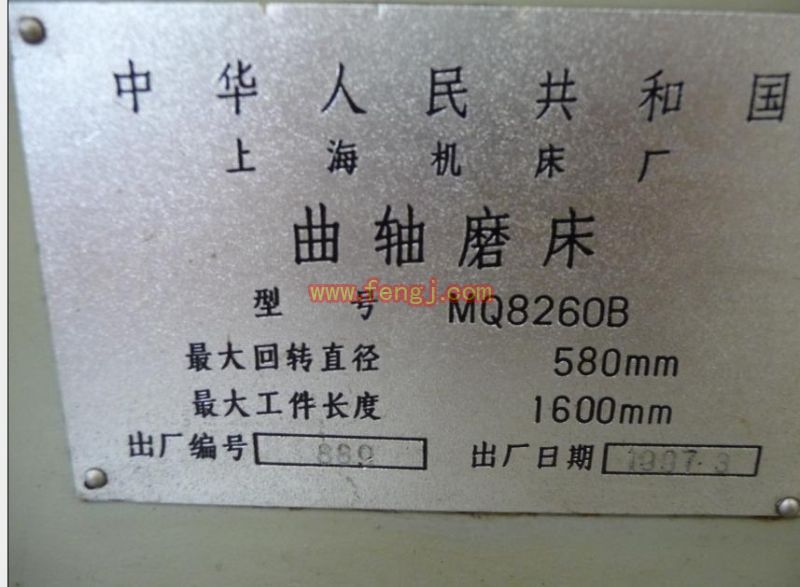 中华人民共和国
上海机床厂
曲轴磨床
www.fengj.com
型号 MQ8260B
最大回转直径 580mm
最大工件长度 1600mm
出厂编号 出厂日期 1997.3